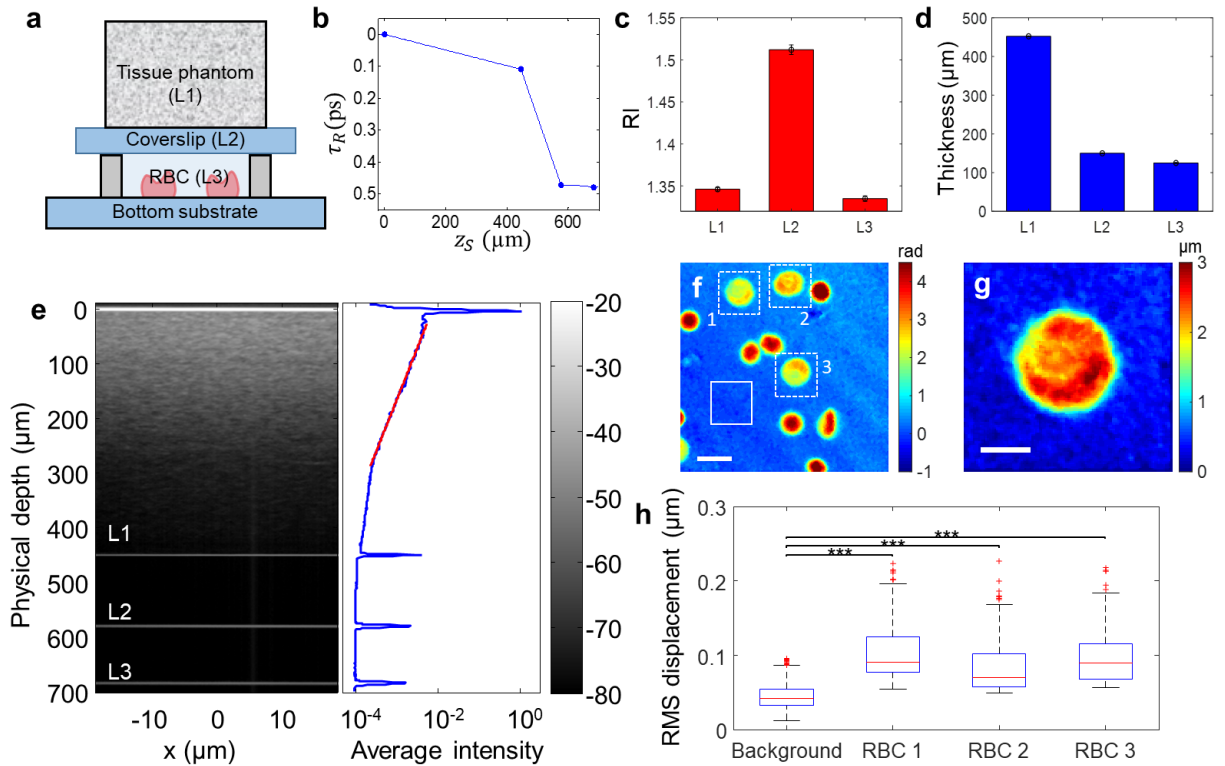 a
Tissue phantom
(L1)
Coverslip (L2)
RBC (L3)
Bottom substrate
b
τ_R (ps)
0
0.1
0.2
0.3
0.4
0.5
0 200 400 600
z_S (μm)
c
RI
1.55
1.5
1.45
1.4
1.35
L1 L2 L3
d
Thickness (μm)
500
400
300
200
100
0
L1 L2 L3
e
Physical depth (μm)
0
100
200
300
400
500
600
700
L1
L2
L3
-10 0 10
x (μm)
10⁻⁴ 10⁻² 10⁰
Average intensity
-20
-30
-40
-50
-60
-70
-80
f
1
2
3
rad
4
3
2
1
0
-1
g
μm
3
2
1
0
h
RMS displacement (μm)
0.3
0.2
0.1
0
***
***
***
Background RBC 1 RBC 2 RBC 3